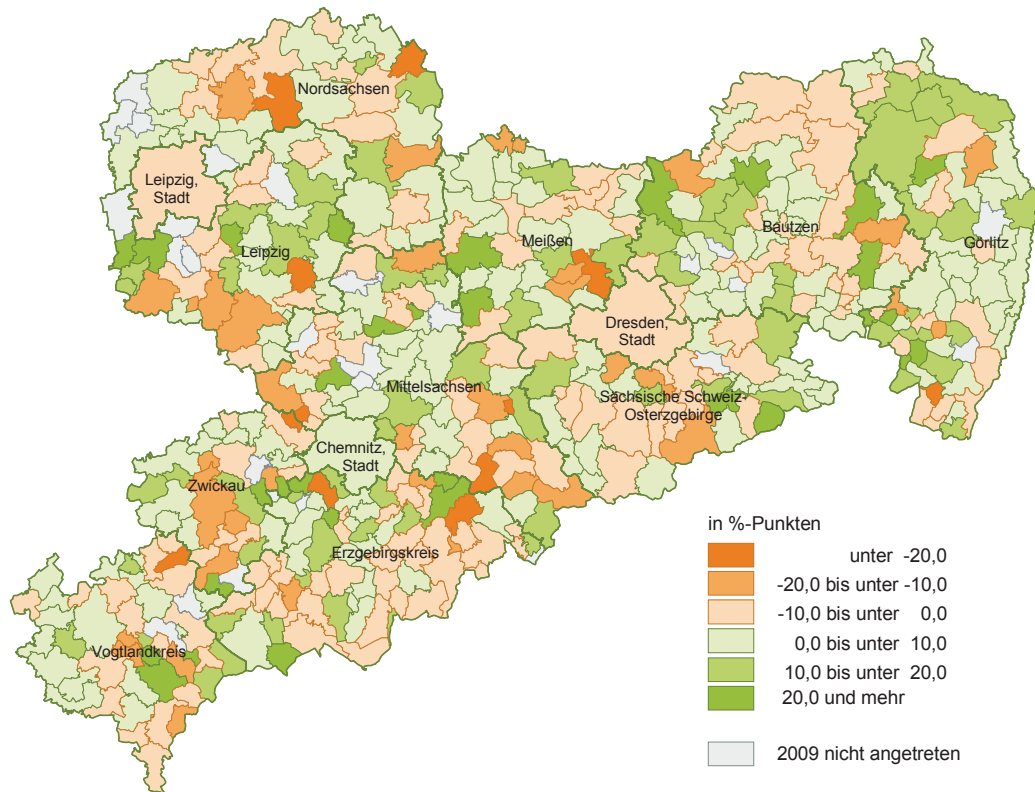 Nordsachsen
Leipzig,
Stadt
Leipzig
Meißen
Bautzen
Görlitz
Dresden,
Stadt
Mittelsachsen
Sächsische Schweiz-
Osterzgebirge
Chemnitz,
Stadt
Zwickau
Erzgebirgskreis
Vogtlandkreis
in %-Punkten
unter -20,0
-20,0 bis unter -10,0
-10,0 bis unter 0,0
0,0 bis unter 10,0
10,0 bis unter 20,0
20,0 und mehr
2009 nicht angetreten